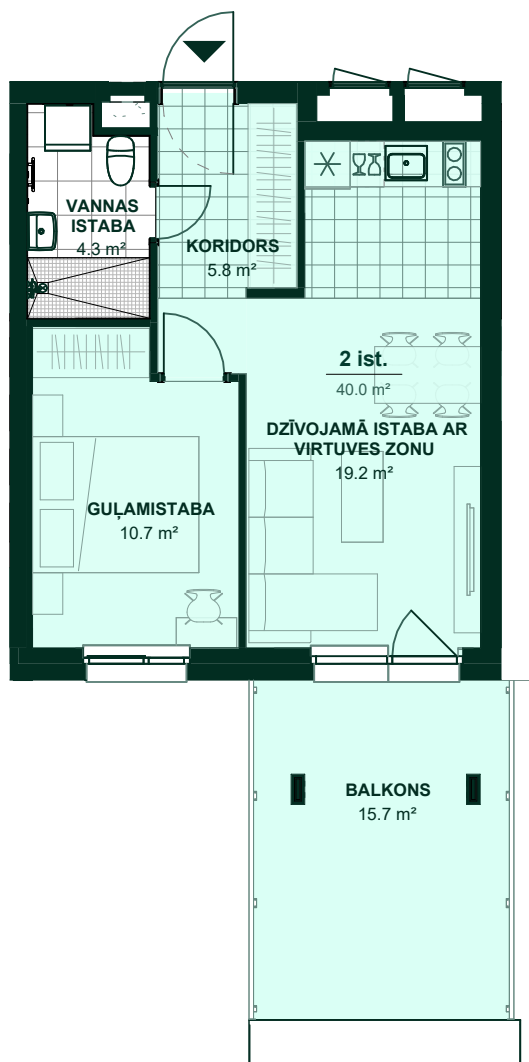 VANNAS
ISTABA
4.3 m²
KORIDORS
5.8 m²
2 ist.
40.0 m²
DZĪVOJAMĀ ISTABA AR
VIRTUVES ZONU
19.2 m²
GUĻAMISTABA
10.7 m²
BALKONS
15.7 m²